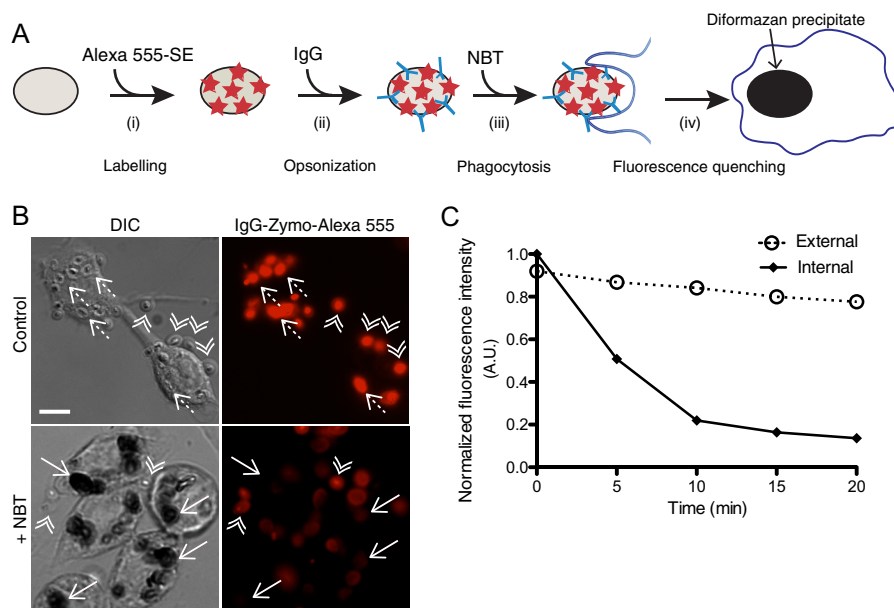 A
Alexa 555-SE
IgG
NBT
Diformazan precipitate
(i)
(ii)
(iii)
(iv)
Labelling
Opsonization
Phagocytosis
Fluorescence quenching
B
DIC
IgG-Zymo-Alexa 555
Control
+ NBT
C
External
Internal
Normalized fluorescence intensity
(A.U.)
1.0
0.8
0.6
0.4
0.2
0.0
0
5
10
15
20
Time (min)